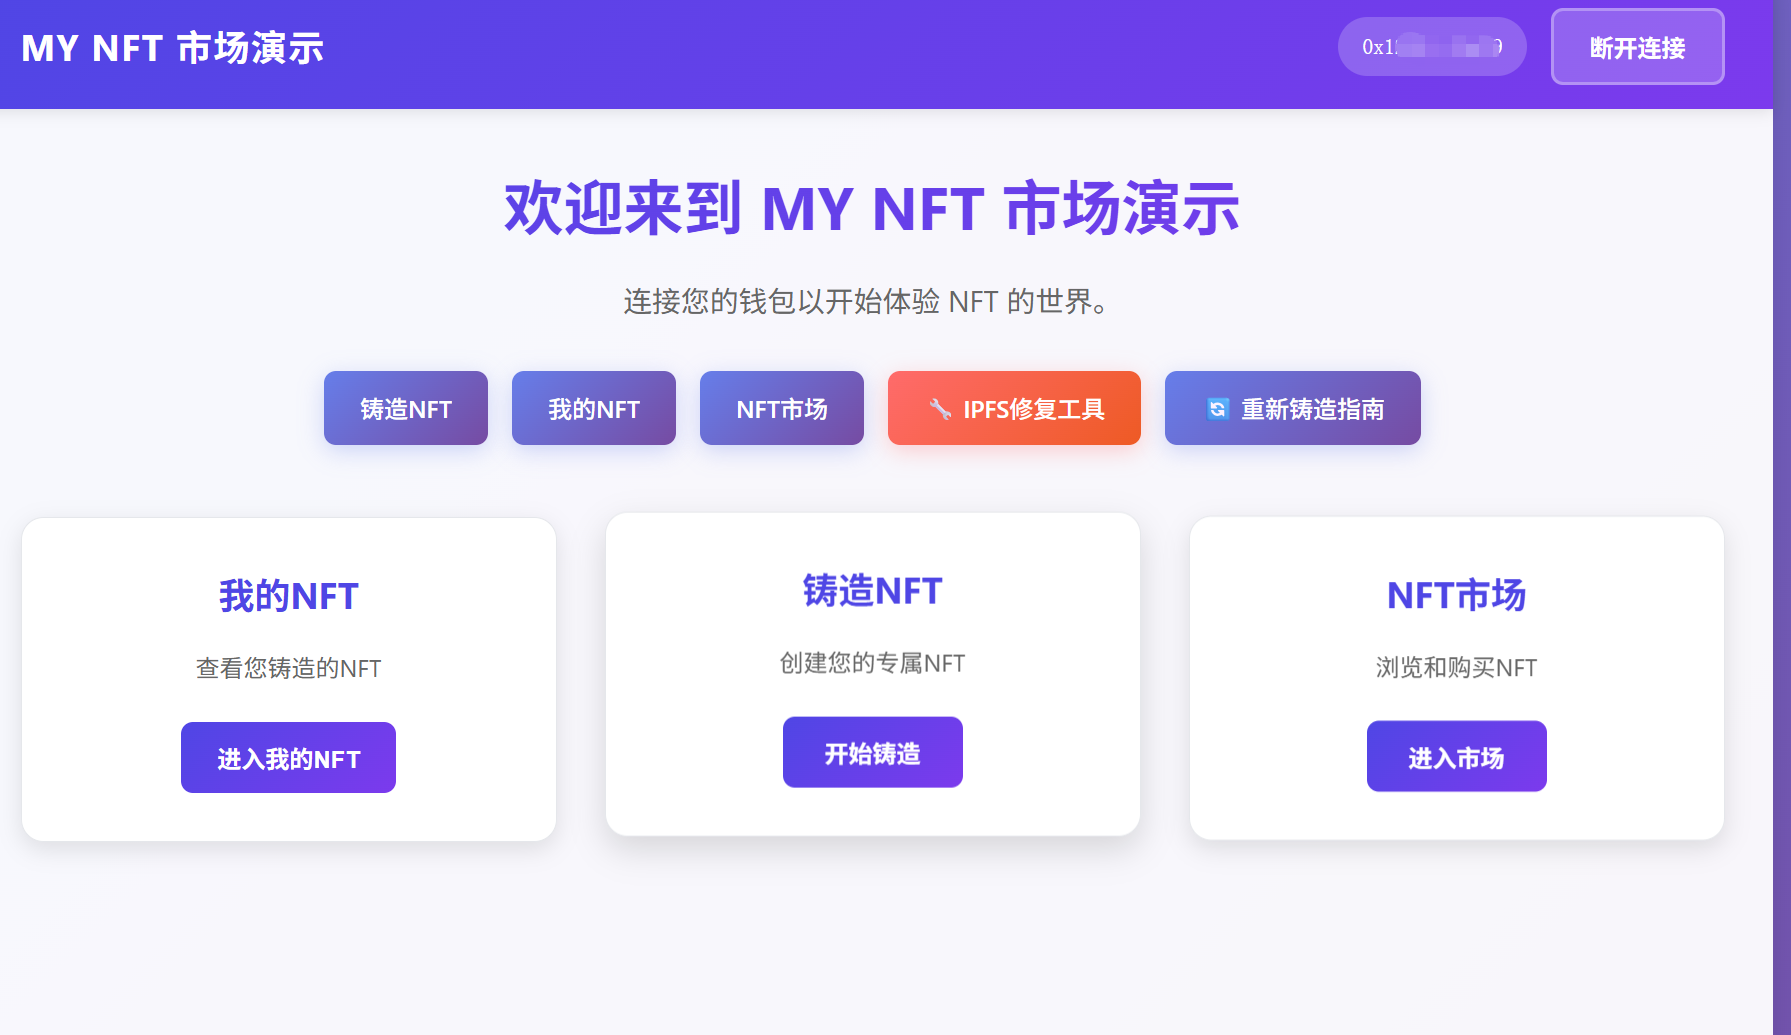 MY NFT 市场演示
断开连接
欢迎来到 MY NFT 市场演示
连接您的钱包以开始体验 NFT 的世界。
铸造NFT
我的NFT
NFT市场
IPFS修复工具
重新铸造指南
我的NFT
查看您铸造的NFT
进入我的NFT
铸造NFT
创建您的专属NFT
开始铸造
NFT市场
浏览和购买NFT
进入市场